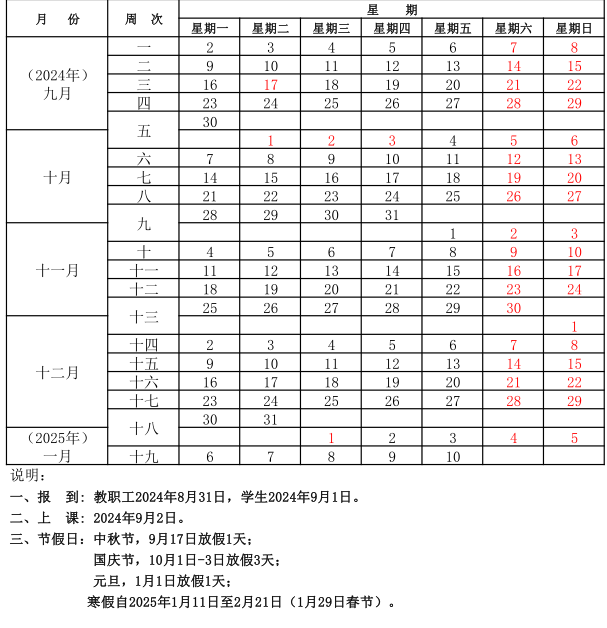 月 份 周 次 星 期
星期一 星期二 星期三 星期四 星期五 星期六 星期日
(2024年) 九月
一 2 3 4 5 6 7 8
二 9 10 11 12 13 14 15
三 16 17 18 19 20 21 22
四 23 24 25 26 27 28 29
五 30
十月
1 2 3 4 5 6
六 7 8 9 10 11 12 13
七 14 15 16 17 18 19 20
八 21 22 23 24 25 26 27
九 28 29 30 31
十一月
1 2 3
十 4 5 6 7 8 9 10
十一 11 12 13 14 15 16 17
十二 18 19 20 21 22 23 24
十三 25 26 27 28 29 30
十二月
1
十四 2 3 4 5 6 7 8
十五 9 10 11 12 13 14 15
十六 16 17 18 19 20 21 22
十七 23 24 25 26 27 28 29
十八 30 31
(2025年) 一月
1 2 3 4 5
十九 6 7 8 9 10
说明：
一、报 到: 教职工2024年8月31日，学生2024年9月1日。
二、上 课: 2024年9月2日。
三、节假日: 中秋节，9月17日放假1天；
国庆节，10月1日-3日放假3天；
元旦，1月1日放假1天；
寒假自2025年1月11日至2月21日（1月29日春节）。